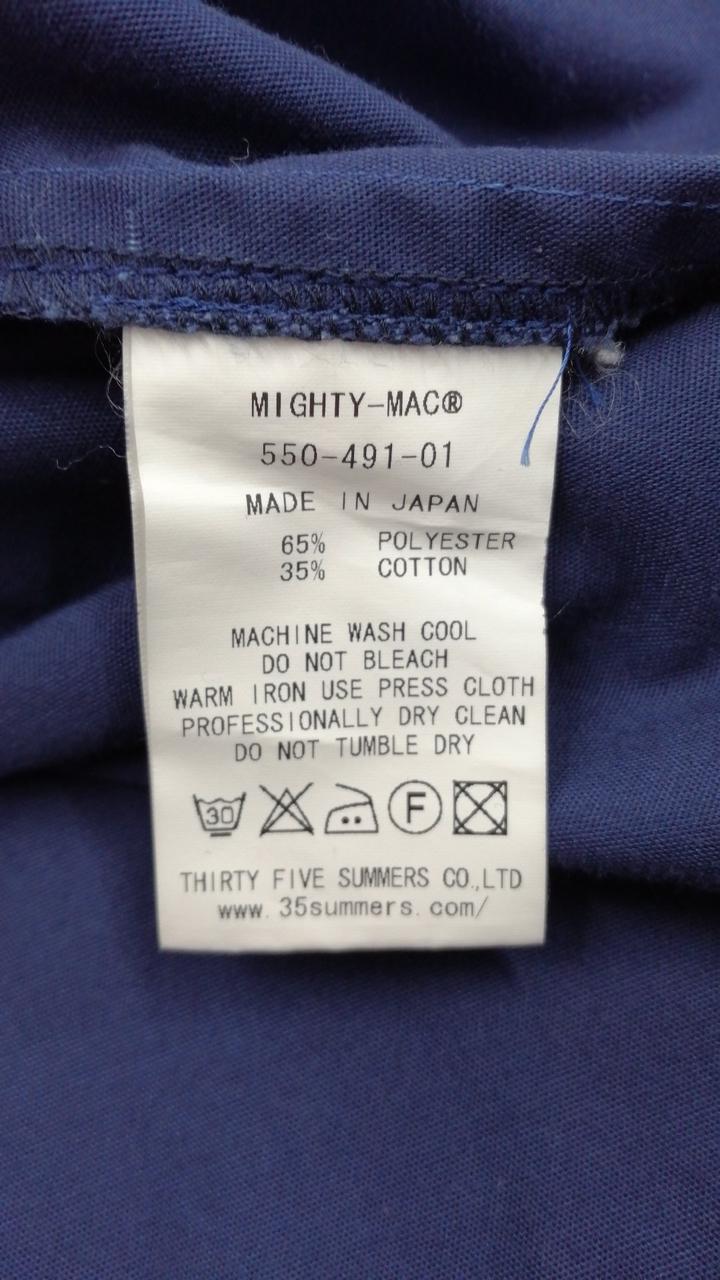 MIGHTY-MAC®
550-491-01
MADE IN JAPAN
65% POLYESTER
35% COTTON
MACHINE WASH COOL
DO NOT BLEACH
WARM IRON USE PRESS CLOTH
PROFESSIONALLY DRY CLEAN
DO NOT TUMBLE DRY
30 F
THIRTY FIVE SUMMERS CO.,LTD
www.35summers.com/